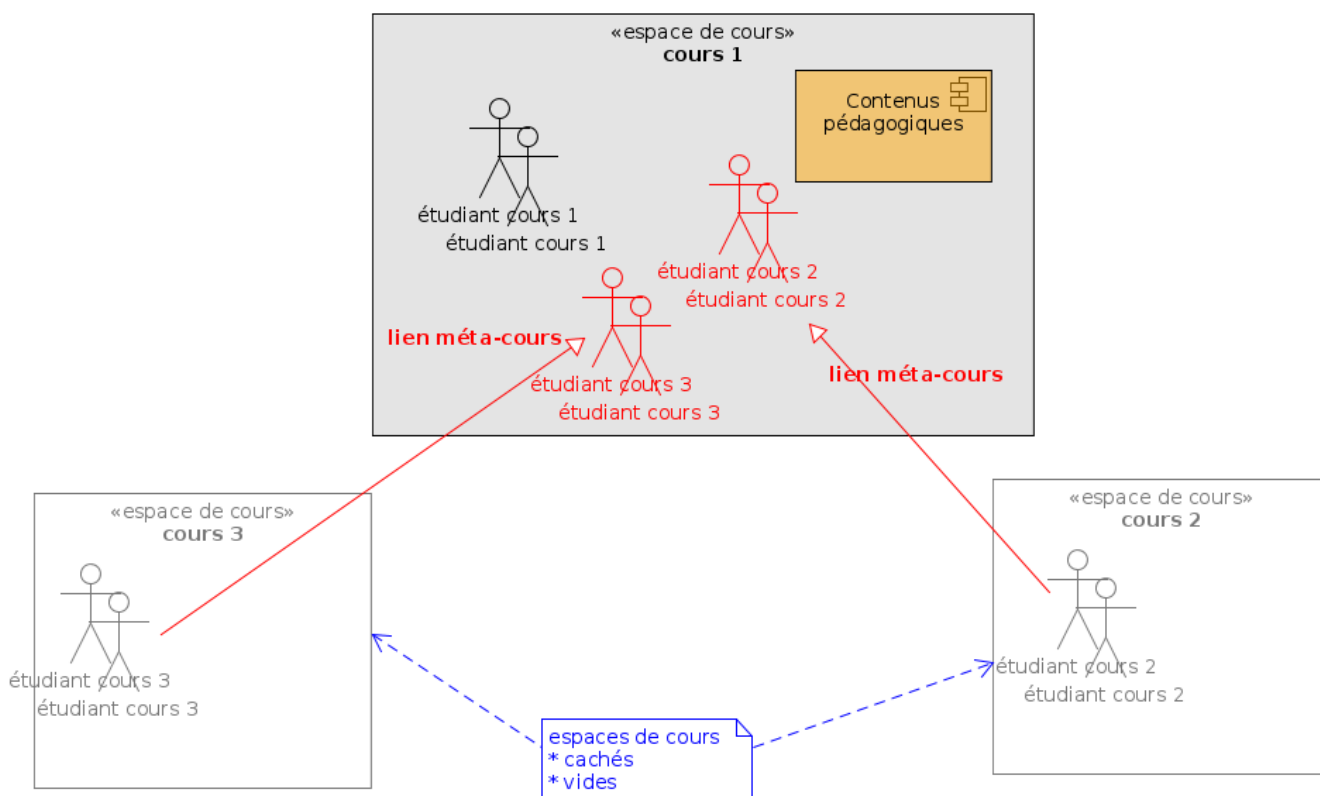 «espace de cours»
cours 1
Contenus
pédagogiques
étudiant cours 1
étudiant cours 1
étudiant cours 2
étudiant cours 2
lien méta-cours
étudiant cours 3
étudiant cours 3
lien méta-cours
«espace de cours»
cours 3
étudiant cours 3
étudiant cours 3
«espace de cours»
cours 2
étudiant cours 2
étudiant cours 2
espaces de cours
* cachés
* vides